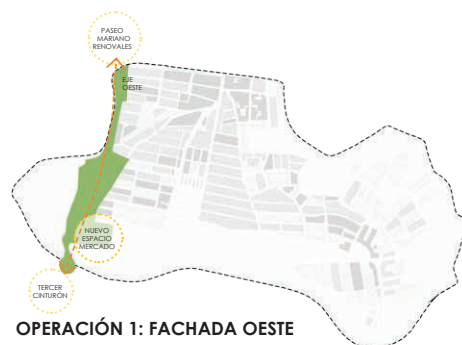 PASEO
MARIANO
RENOVALES
EJE
OESTE
NUEVO
ESPACIO
MERCADO
TERCER
CINTURÓN
OPERACIÓN 1: FACHADA OESTE